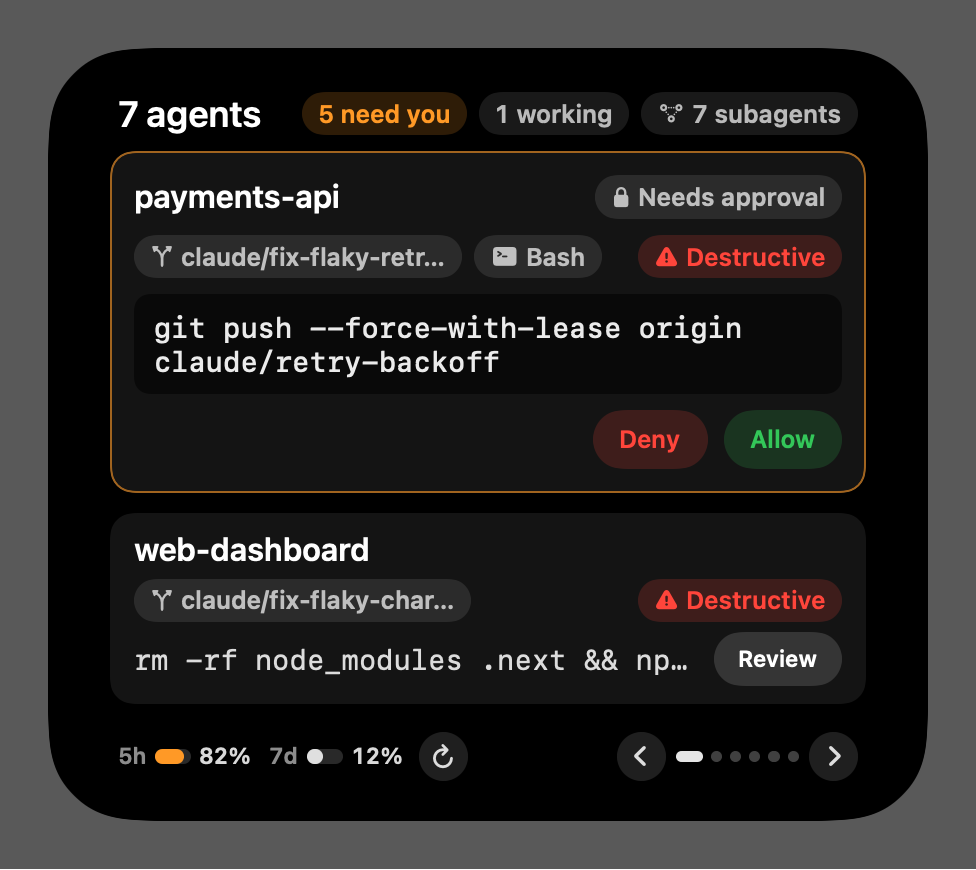 7 agents
5 need you
1 working
7 subagents
payments-api
Needs approval
claude/fix-flaky-retr...
Bash
Destructive
git push --force-with-lease origin
claude/retry-backoff
Deny
Allow
web-dashboard
claude/fix-flaky-char...
Destructive
rm -rf node_modules .next && np…
Review
5h 82% 7d 12%